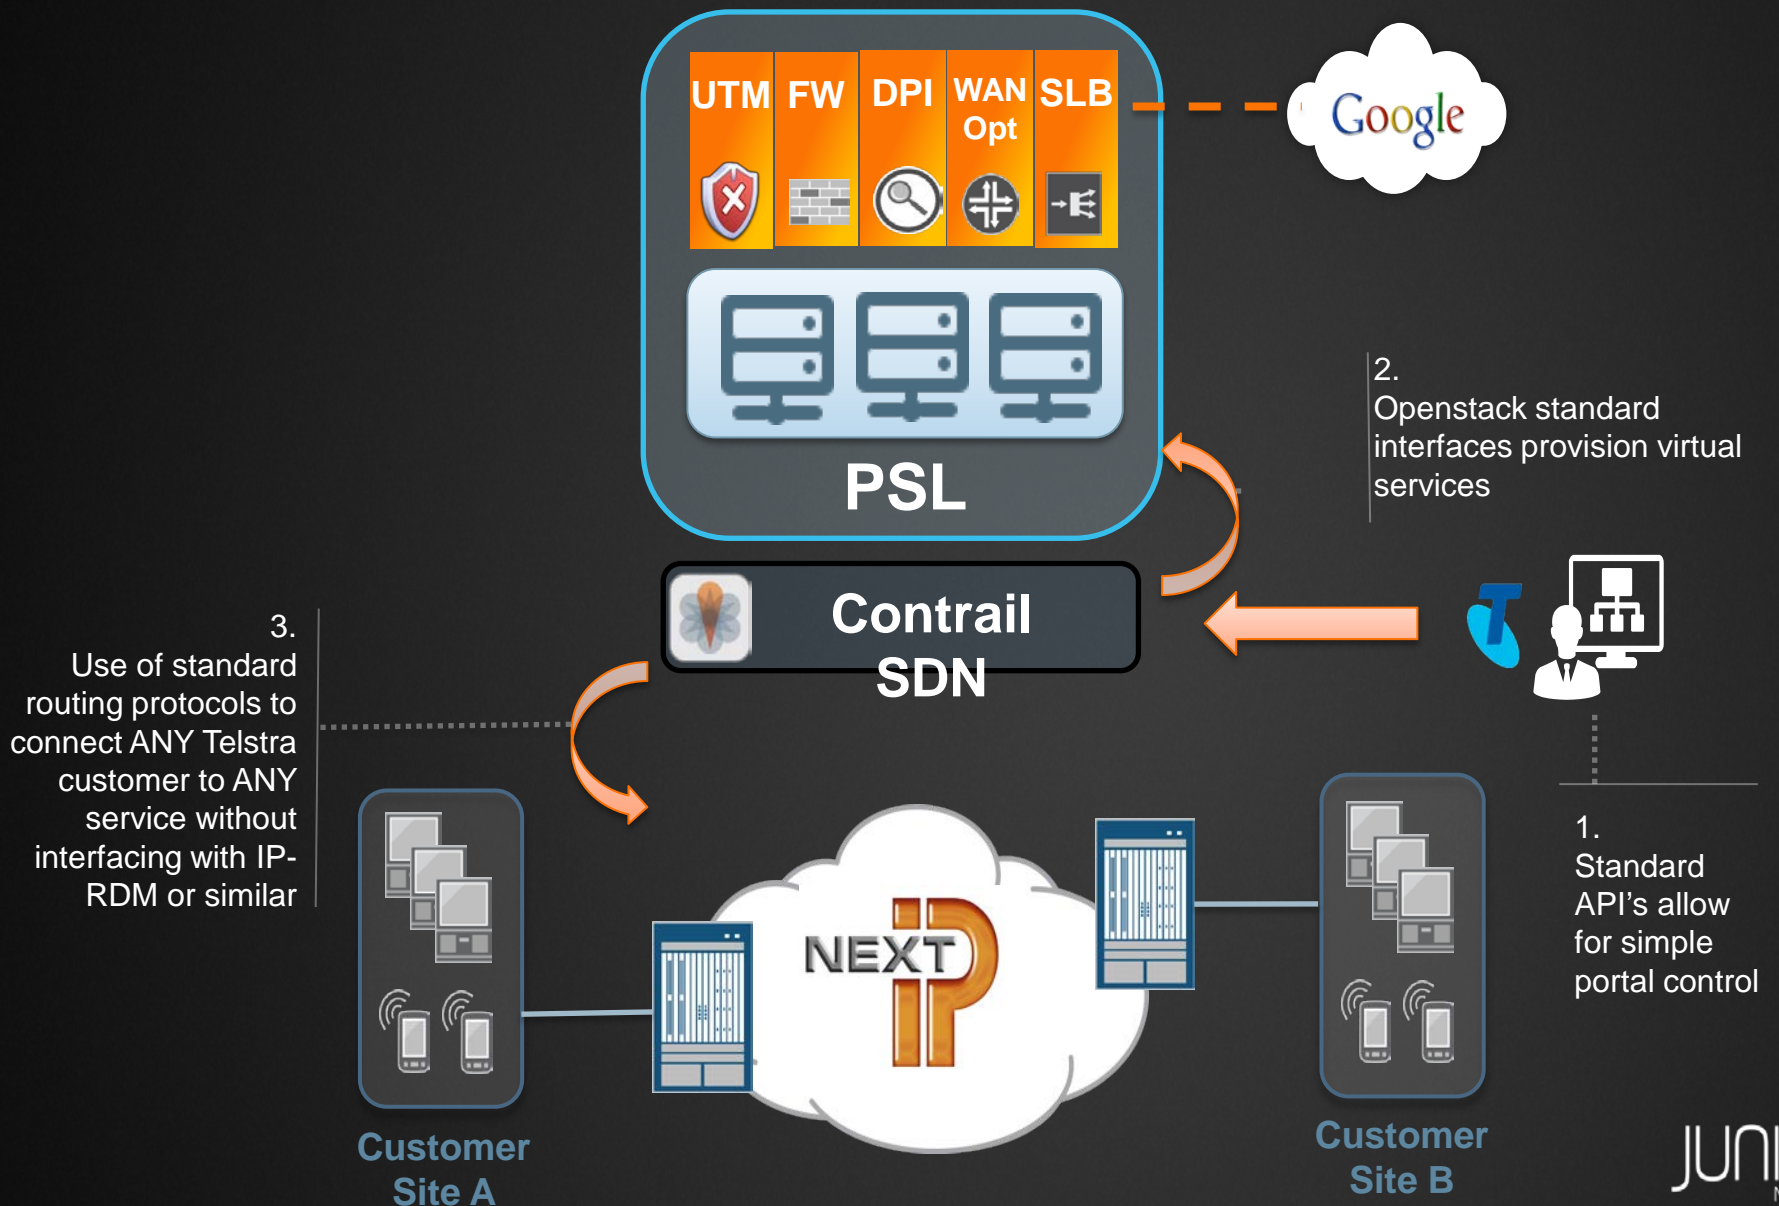 UTM
FW
DPI
WAN
Opt
SLB
Google
PSL
2.
Openstack standard
interfaces provision virtual
services
Contrail
SDN
T
3.
Use of standard
routing protocols to
connect ANY Telstra
customer to ANY
service without
interfacing with IP-
RDM or similar
NEXT
IP
1.
Standard
API's allow
for simple
portal control
Customer
Site A
Customer
Site B